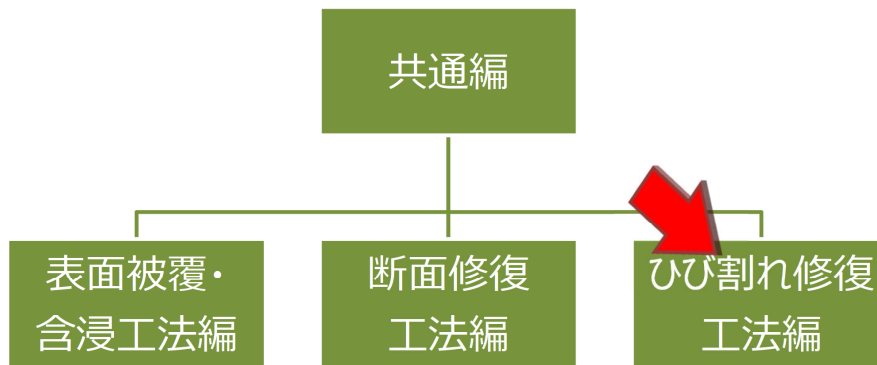 共通編
表面被覆・
含浸工法編
断面修復
工法編
ひび割れ修復
工法編